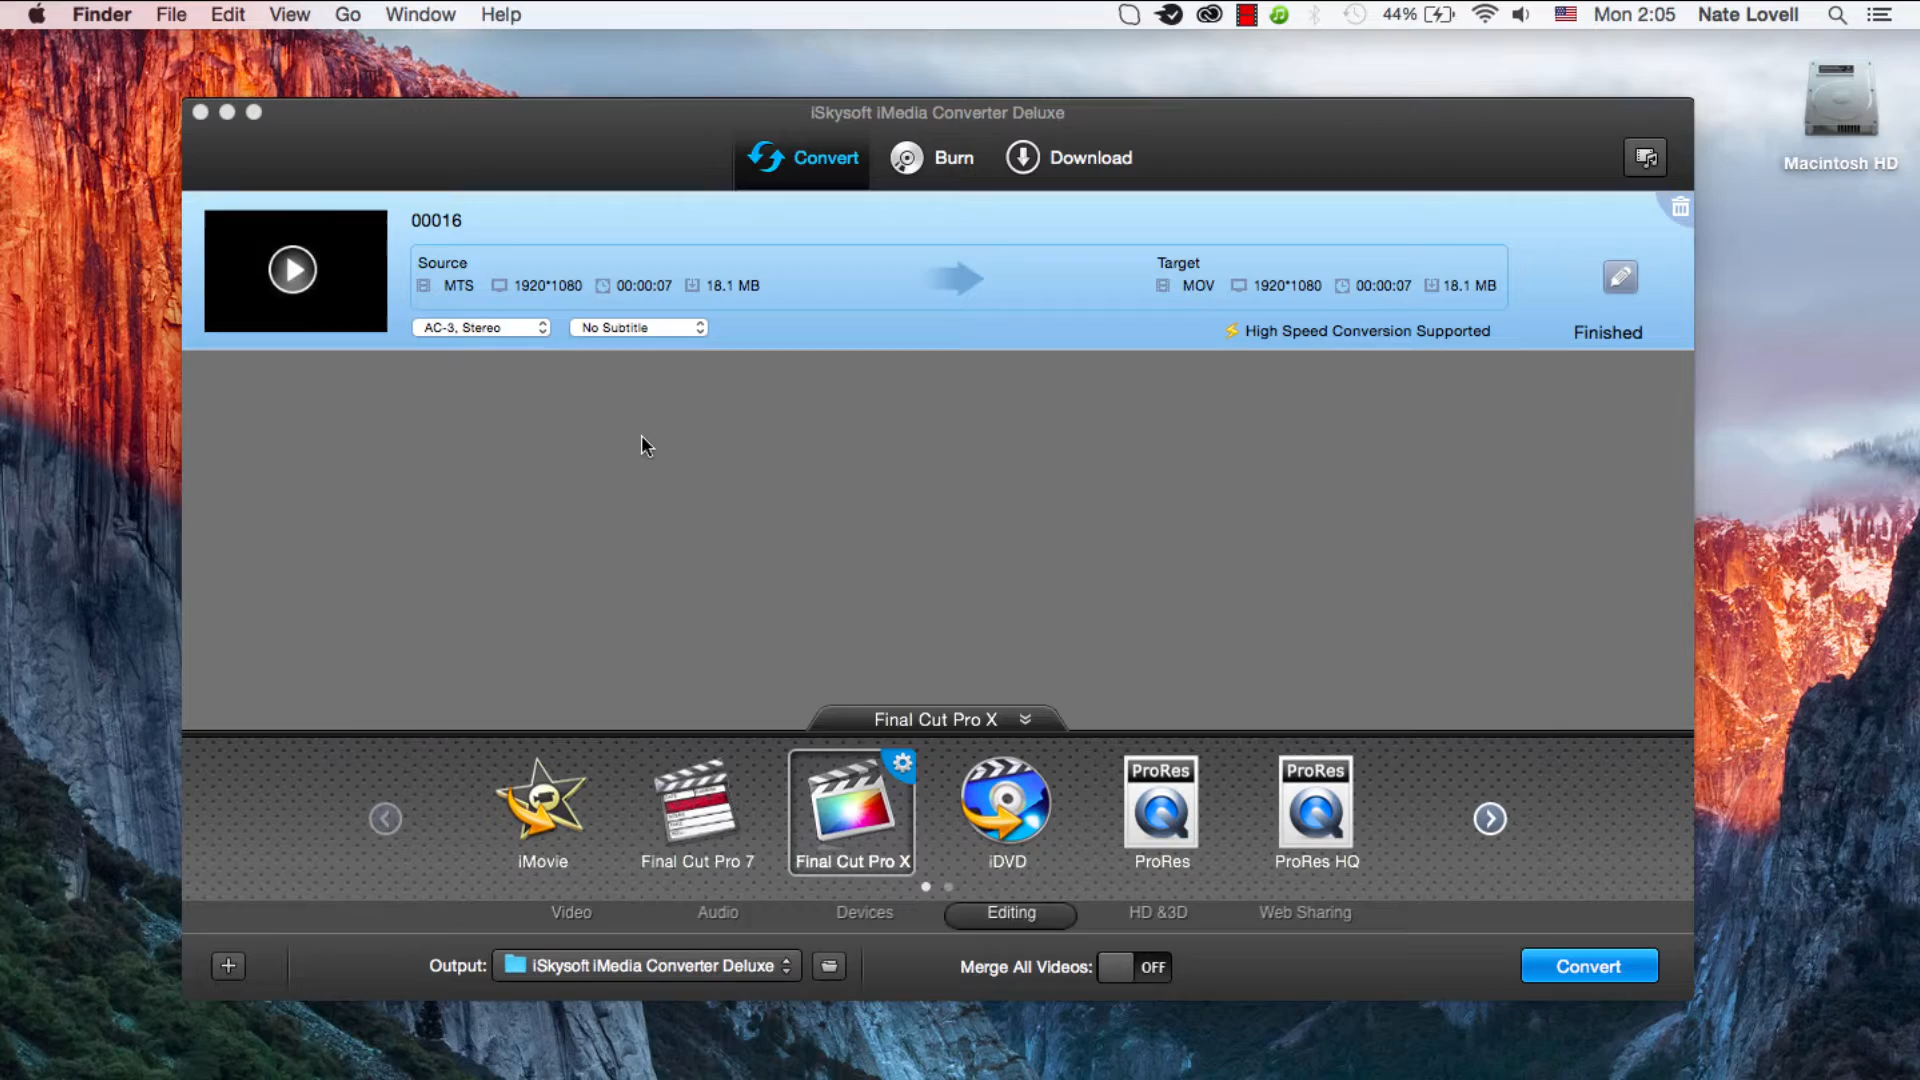 Finder File Edit View Go Window Help 44% Mon 2:05 Nate Lovell
Macintosh HD
iSkysoft iMedia Converter Deluxe
Convert Burn Download
00016
Source
MTS 1920*1080 00:00:07 18.1 MB
Target
MOV 1920*1080 00:00:07 18.1 MB
AC-3, Stereo No Subtitle
High Speed Conversion Supported
Finished
Final Cut Pro X
ProRes ProRes
iMovie Final Cut Pro 7 Final Cut Pro X iDVD ProRes ProRes HQ
Video Audio Devices Editing HD &3D Web Sharing
Output: iSkysoft iMedia Converter Deluxe Merge All Videos: OFF Convert